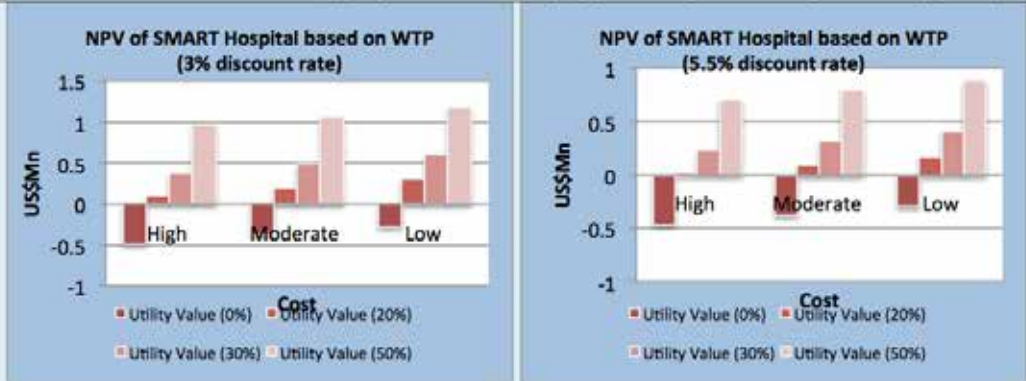 NPV of SMART Hospital based on WTP
(3% discount rate)
1.5
1
0.5
0
-0.5
-1
US$Mn
High Moderate Low
Cost
Utility Value (0%) Utility Value (20%)
Utility Value (30%) Utility Value (50%)
NPV of SMART Hospital based on WTP
(5.5% discount rate)
1
0.5
0
-0.5
-1
US$Mn
High Moderate Low
Cost
Utility Value (0%) Utility Value (20%)
Utility Value (30%) Utility Value (50%)